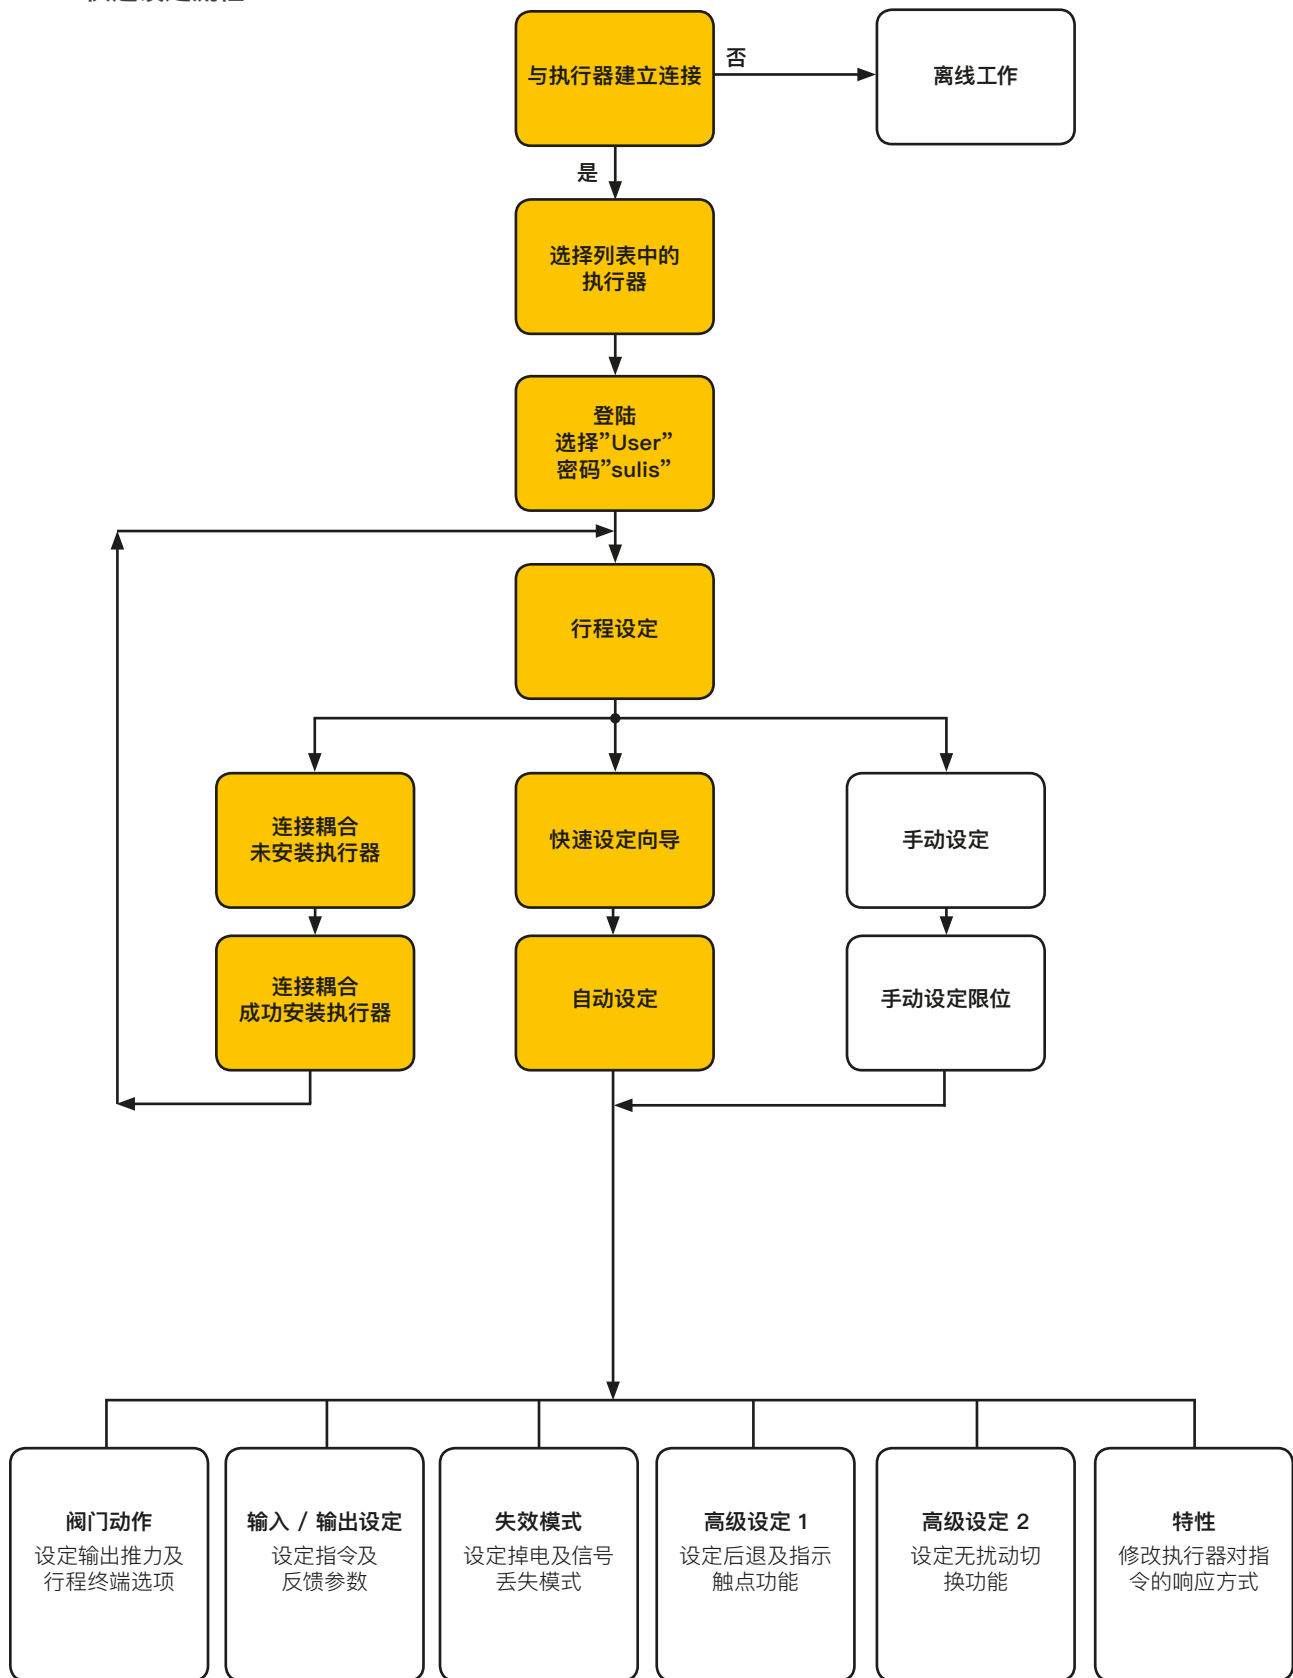 快速设定流程
与执行器建立连接
否
离线工作
是
选择列表中的
执行器
登陆
选择”User”
密码”sulis”
行程设定
连接耦合
未安装执行器
快速设定向导
手动设定
连接耦合
成功安装执行器
自动设定
手动设定限位
阀门动作
设定输出推力及
行程终端选项
输入 / 输出设定
设定指令及
反馈参数
失效模式
设定掉电及信号
丢失模式
高级设定 1
设定后退及指示
触点功能
高级设定 2
设定无扰动切
换功能
特性
修改执行器对指
令的响应方式